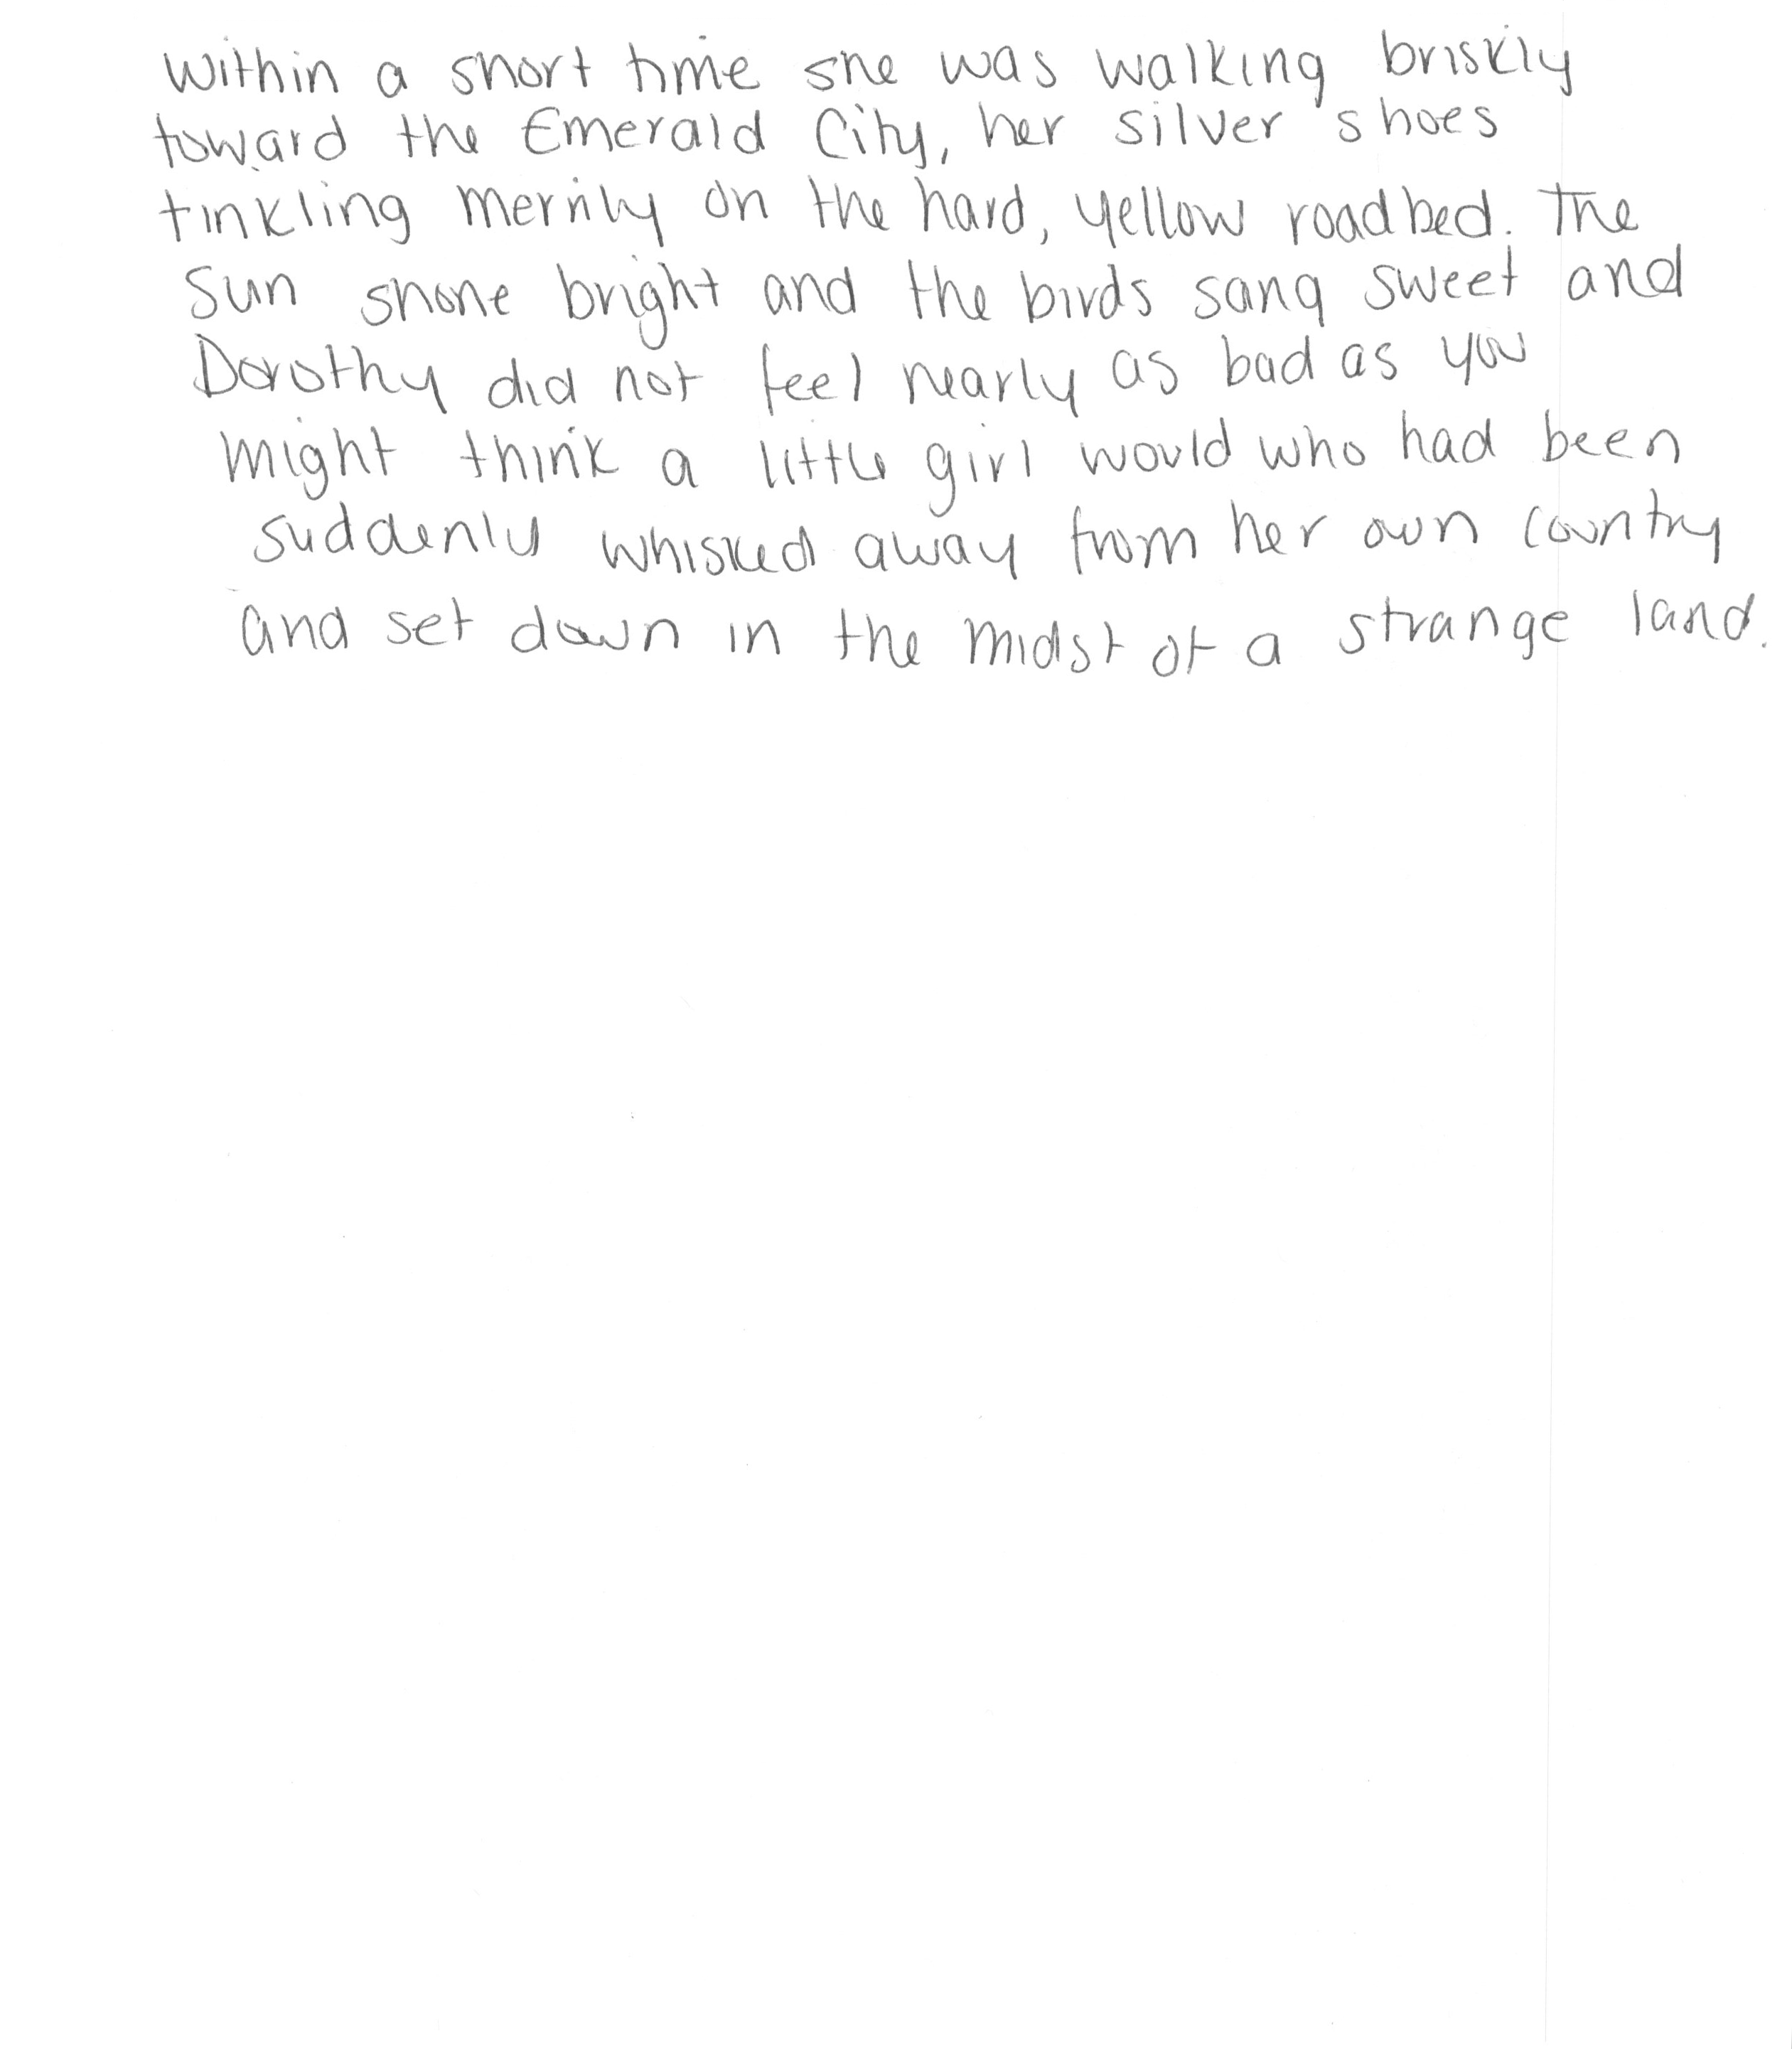 Within a short time she was walking briskly
toward the Emerald City, her silver shoes
tinkling merrily on the hard, yellow roadbed. The
sun shone bright and the birds sang sweet and
Dorothy did not feel nearly as bad as you
might think a little girl would who had been
suddenly whisked away from her own country
and set down in the midst of a strange land.